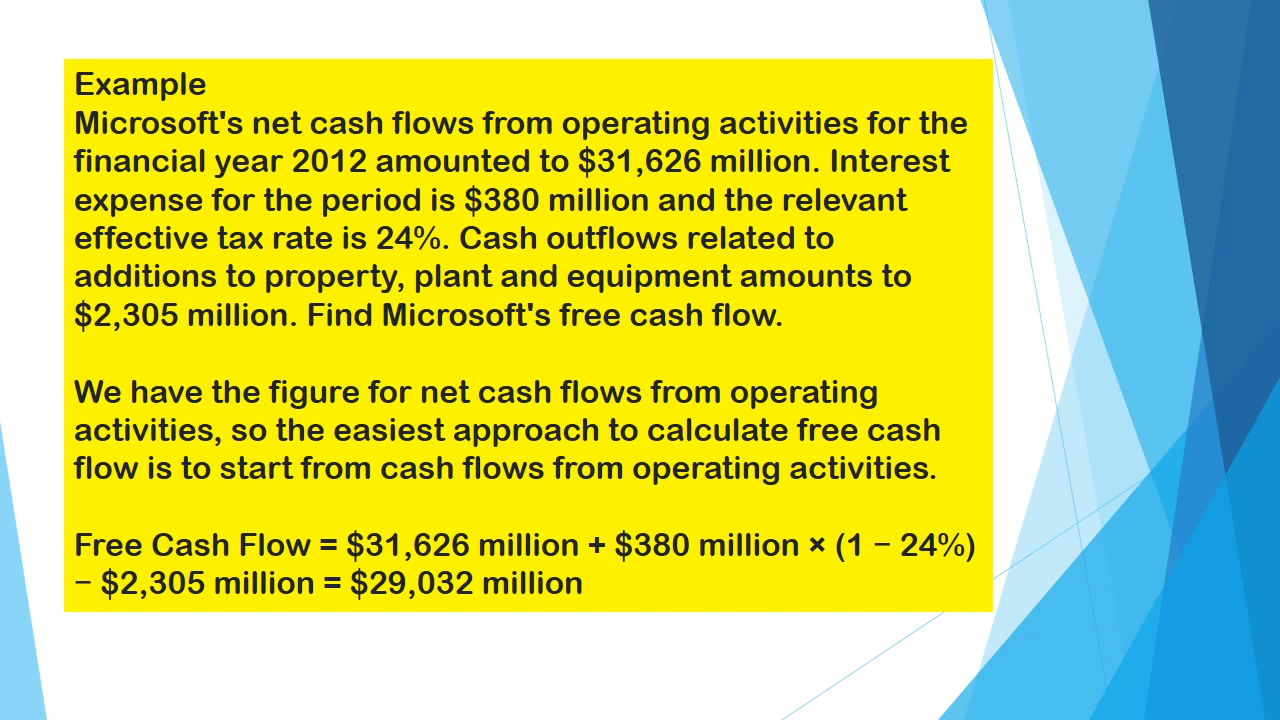 Example
Microsoft's net cash flows from operating activities for the
financial year 2012 amounted to $31,626 million. Interest
expense for the period is $380 million and the relevant
effective tax rate is 24%. Cash outflows related to
additions to property, plant and equipment amounts to
$2,305 million. Find Microsoft's free cash flow.
We have the figure for net cash flows from operating
activities, so the easiest approach to calculate free cash
flow is to start from cash flows from operating activities.
Free Cash Flow = $31,626 million + $380 million × (1 − 24%)
− $2,305 million = $29,032 million